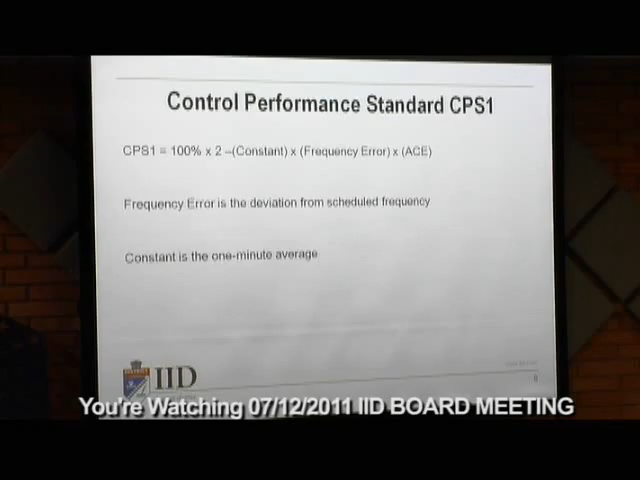 Control Performance Standard CPS1
CPS1 = 100% x 2 –(Constant) x (Frequency Error) x (ACE)
Frequency Error is the deviation from scheduled frequency
Constant is the one-minute average
IID
You're Watching 07/12/2011 IID BOARD MEETING